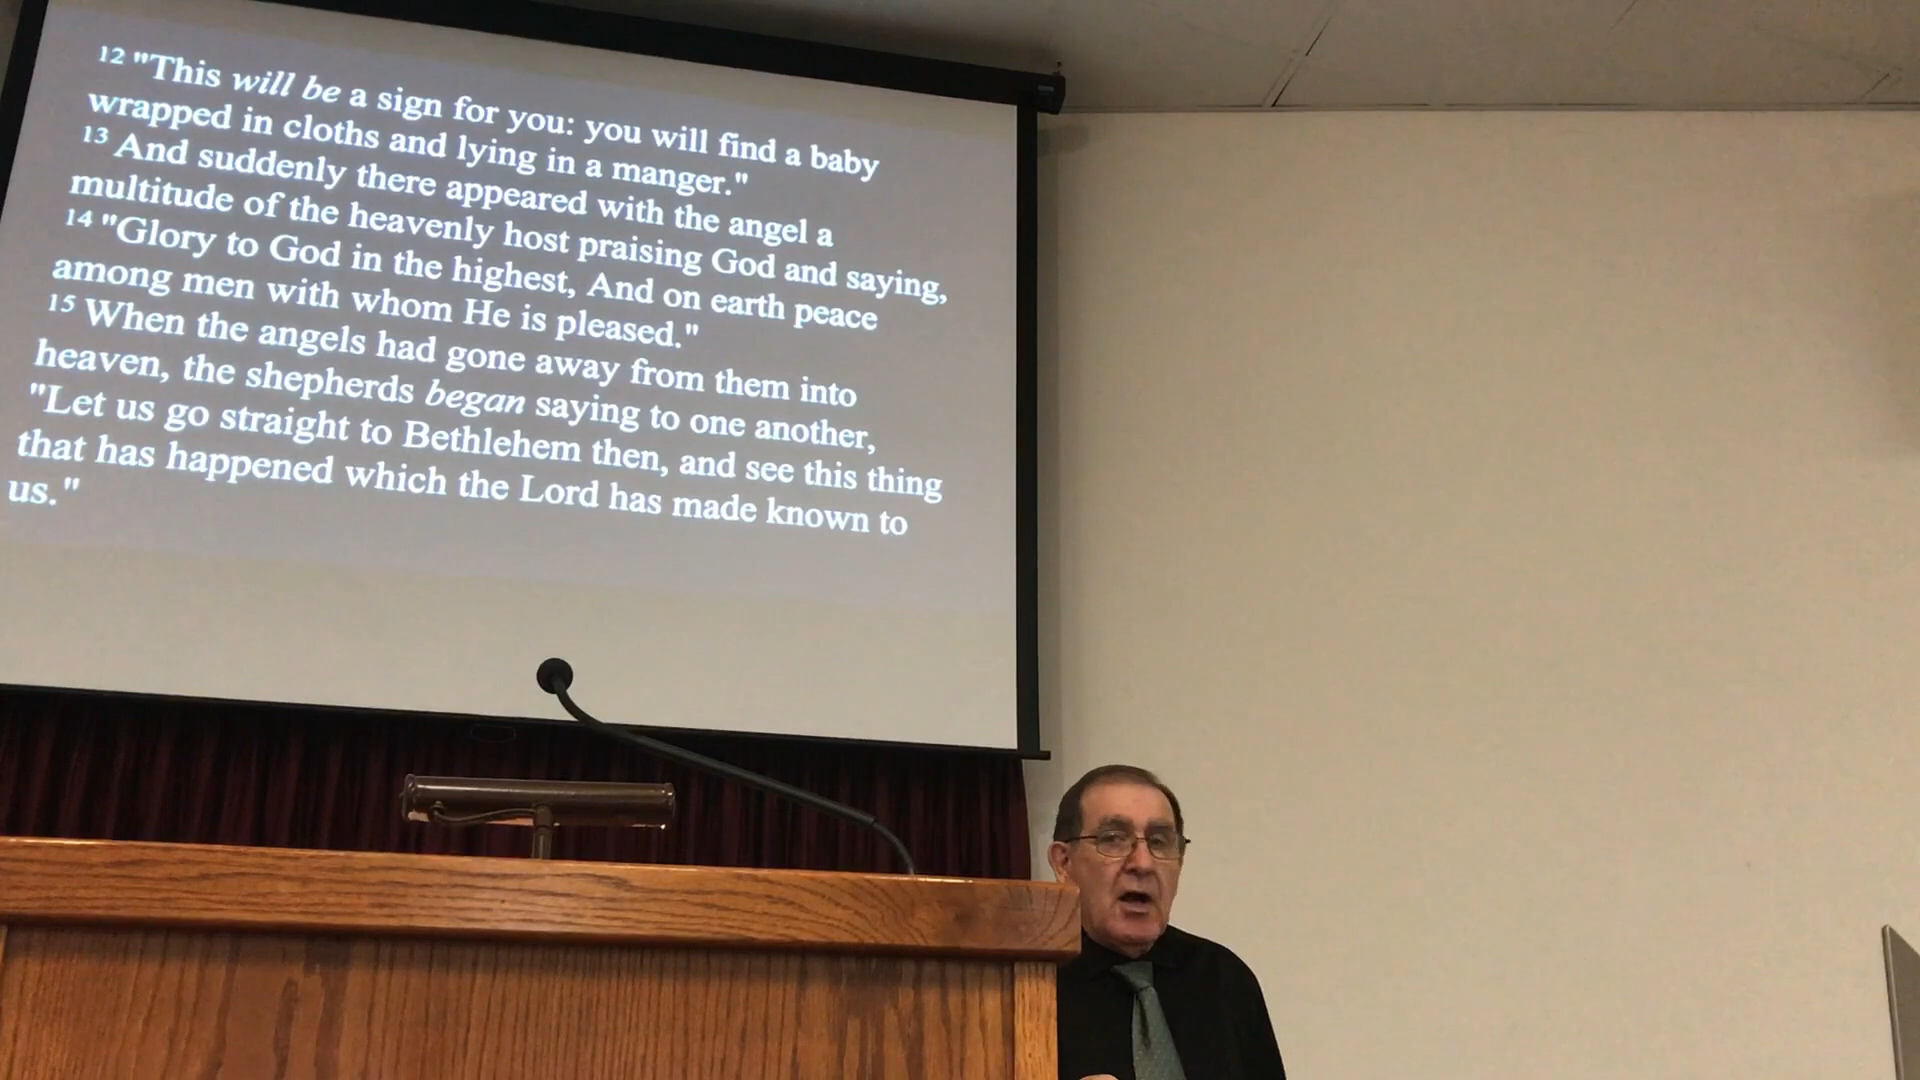 12 "This will be a sign for you: you will find a baby
wrapped in cloths and lying in a manger."
13 And suddenly there appeared with the angel a
multitude of the heavenly host praising God and saying,
14 "Glory to God in the highest, And on earth peace
among men with whom He is pleased."
15 When the angels had gone away from them into
heaven, the shepherds began saying to one another,
"Let us go straight to Bethlehem then, and see this thing
that has happened which the Lord has made known to
us."